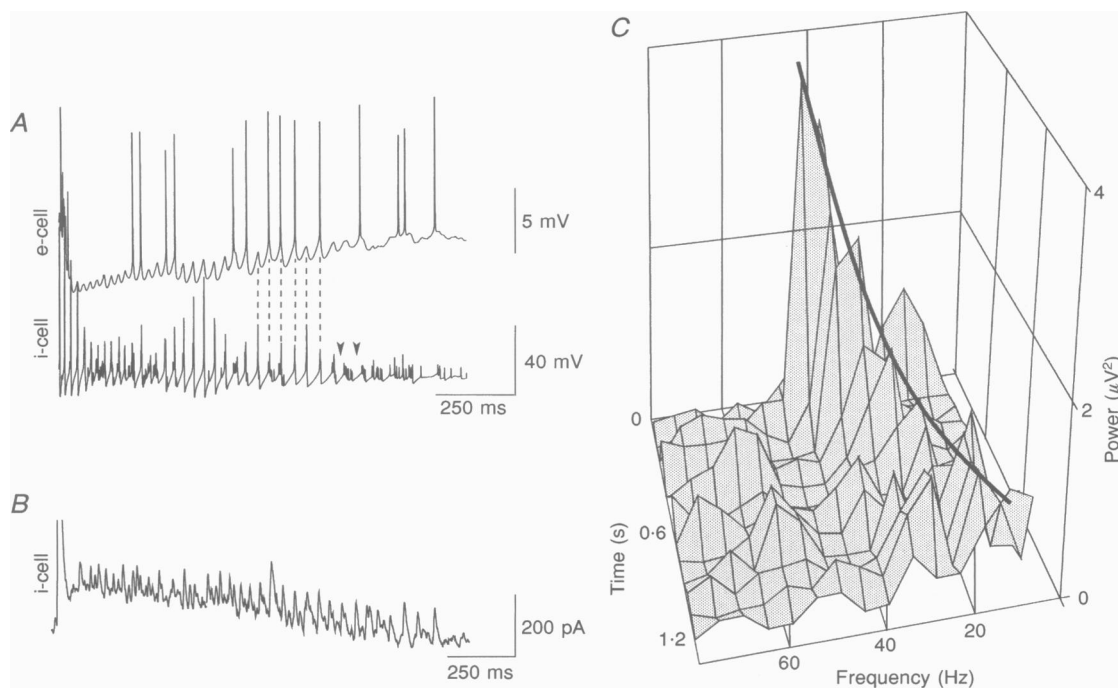 A
e-cell
5 mV
i-cell
40 mV
250 ms
B
i-cell
200 pA
250 ms
C
4
2
0
Power (μV²)
0
0·6
1·2
Time (s)
60
40
20
Frequency (Hz)